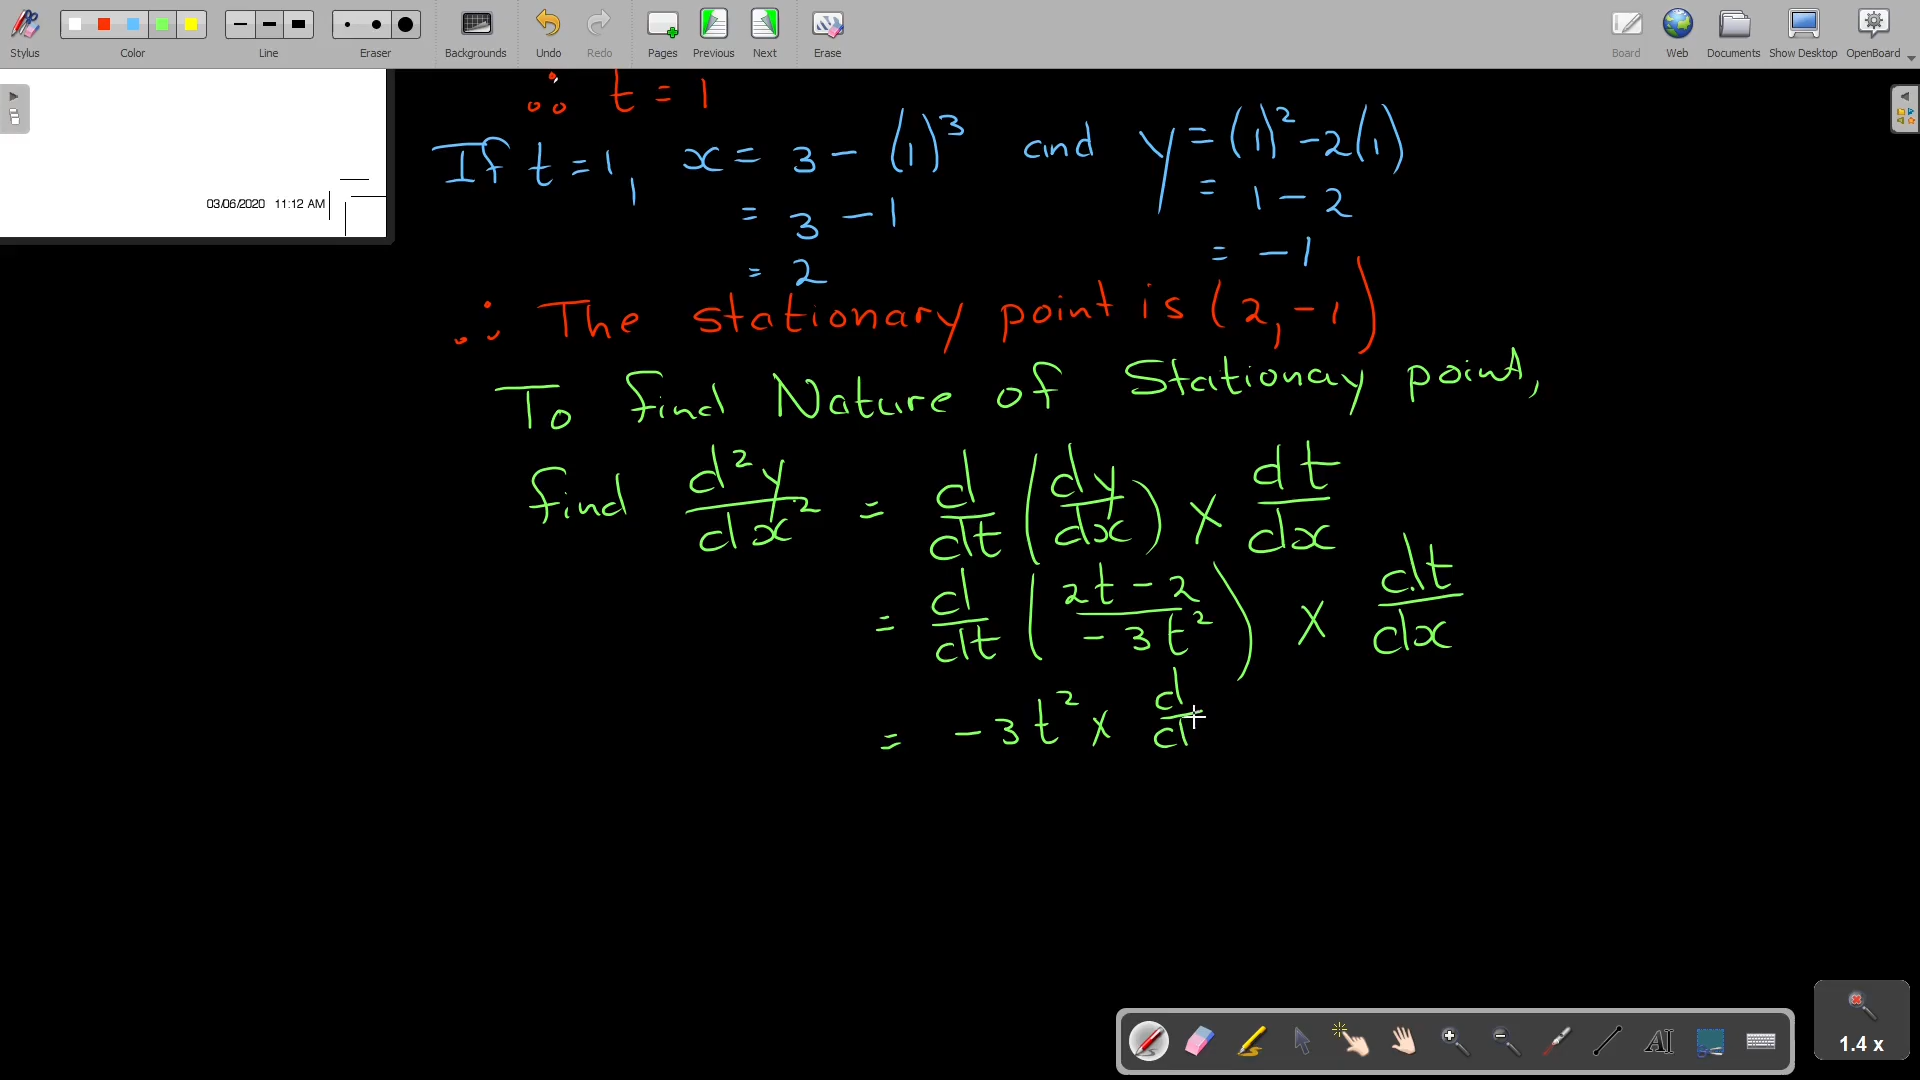 Stylus Color Line Eraser Backgrounds Undo Redo Pages Previous Next Erase Board Web Documents Show Desktop OpenBoard
∴ t = 1
If t = 1, x = 3 - (1)^3 and y = (1)^2 - 2(1)
= 3 - 1 = 1 - 2
= 2 = -1
03/06/2020 11:12 AM
∴ The stationary point is (2, -1)
To find Nature of Stationay point,
find d²y/dx² = d/dt (dy/dx) × dt/dx
= d/dt ((2t - 2)/(-3t²)) × dt/dx
= -3t² × d/d
AI
1.4 x